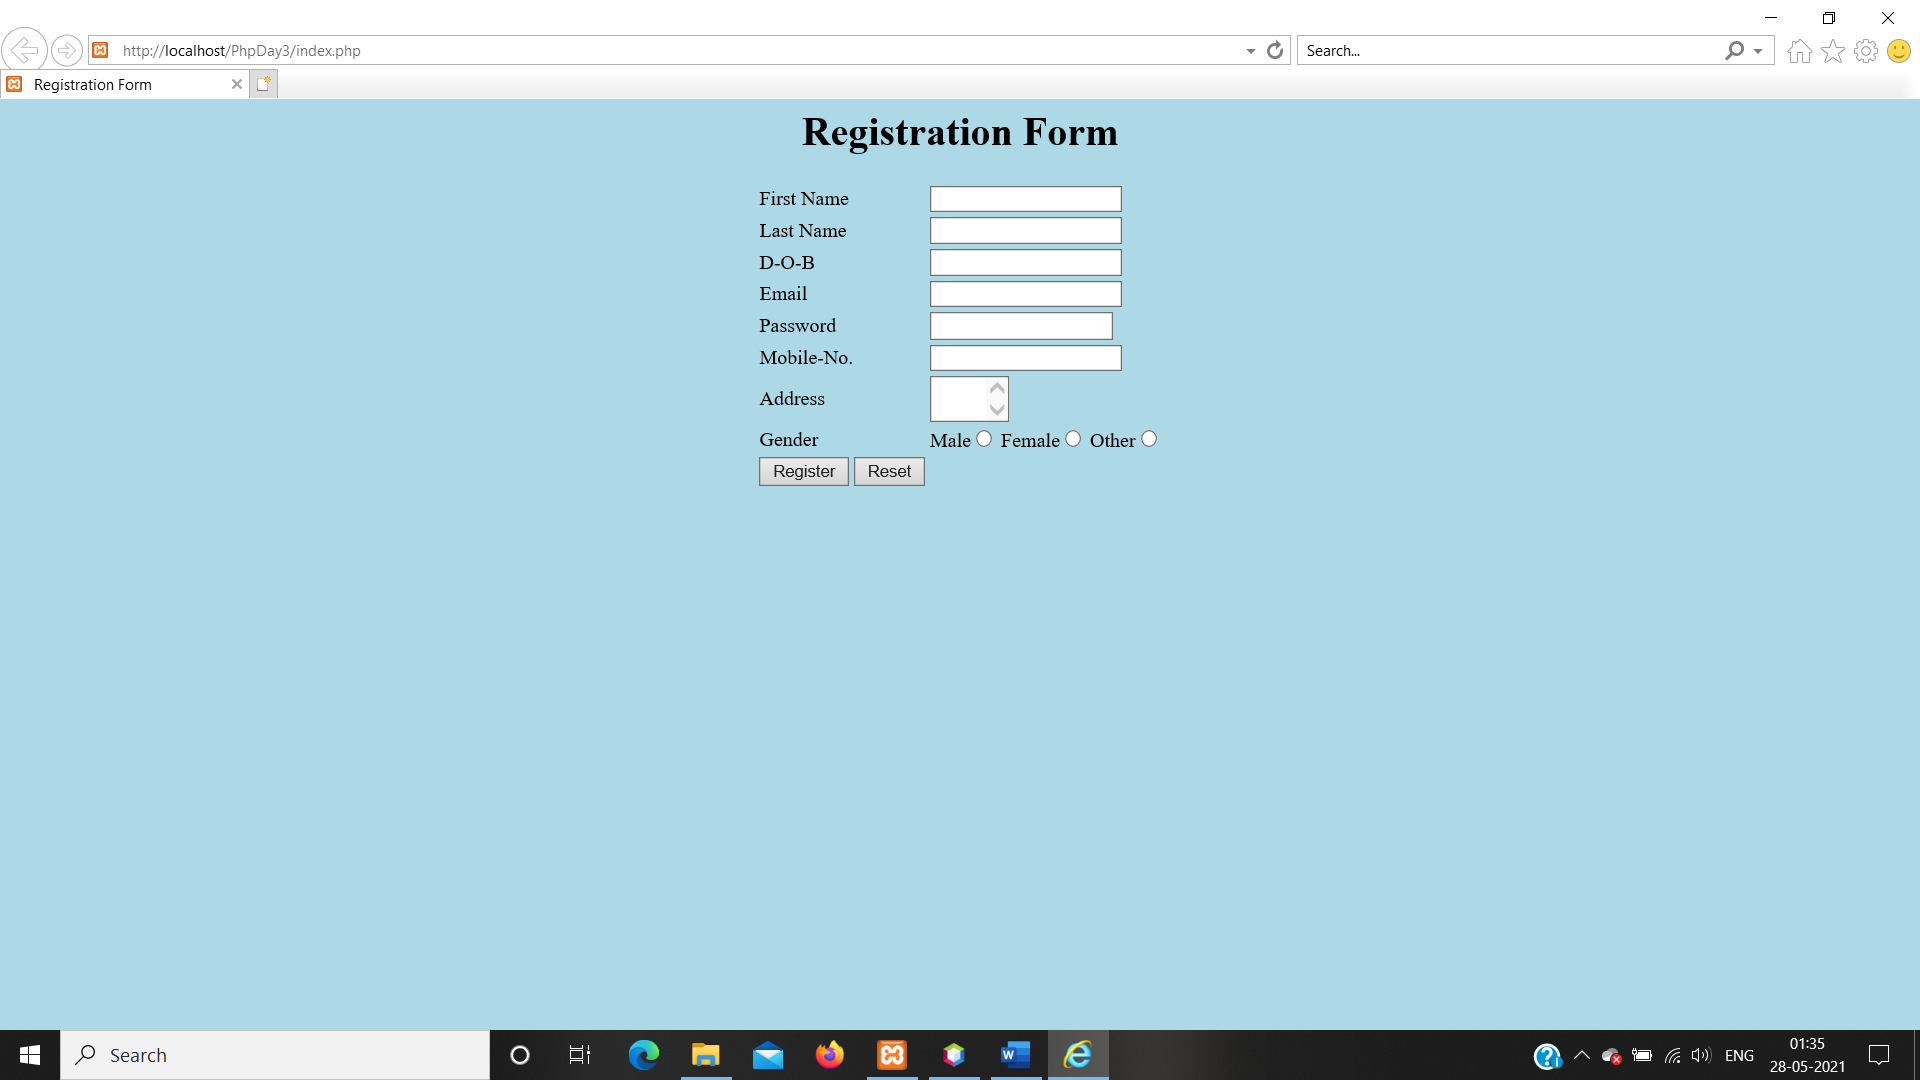 http://localhost/PhpDay3/index.php
Search...
Registration Form
Registration Form
First Name
Last Name
D-O-B
Email
Password
Mobile-No.
Address
Gender Male Female Other
Register Reset
Search
W
ENG
01:35
28-05-2021